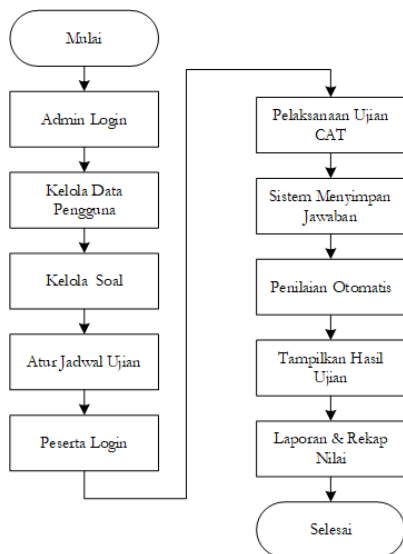 Mulai
Admin Login
Kelola Data
Pengguna
Kelola Soal
Atur Jadwal Ujian
Peserta Login
Pelaksanaan Ujian
CAT
Sistem Menyimpan
Jawaban
Penilaian Otomatis
Tampilkan Hasil
Ujian
Laporan & Rekap
Nilai
Selesai